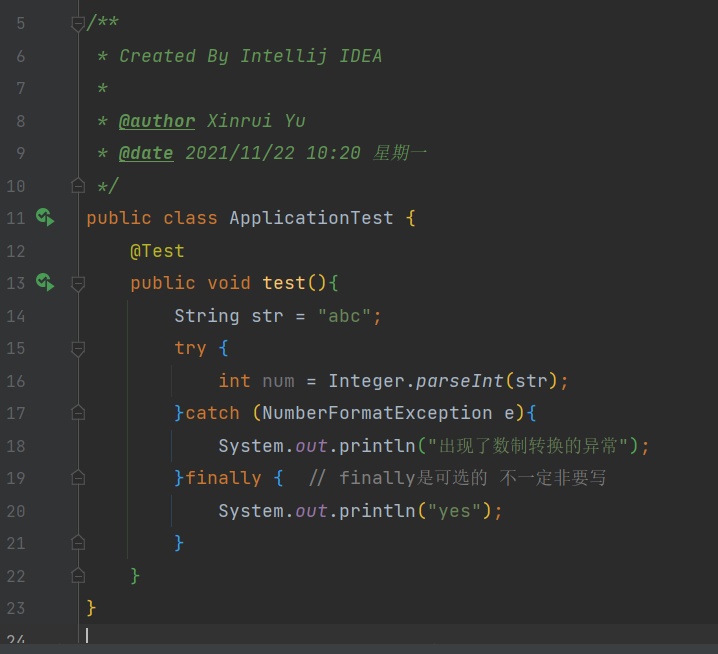 5 /**
6  * Created By Intellij IDEA
7  *
8  * @author Xinrui Yu
9  * @date 2021/11/22 10:20 星期一
10  */
11 public class ApplicationTest {
12     @Test
13     public void test(){
14         String str = "abc";
15         try {
16             int num = Integer.parseInt(str);
17         }catch (NumberFormatException e){
18             System.out.println("出现了数制转换的异常");
19         }finally {  // finally是可选的 不一定非要写
20             System.out.println("yes");
21         }
22     }
23 }
24